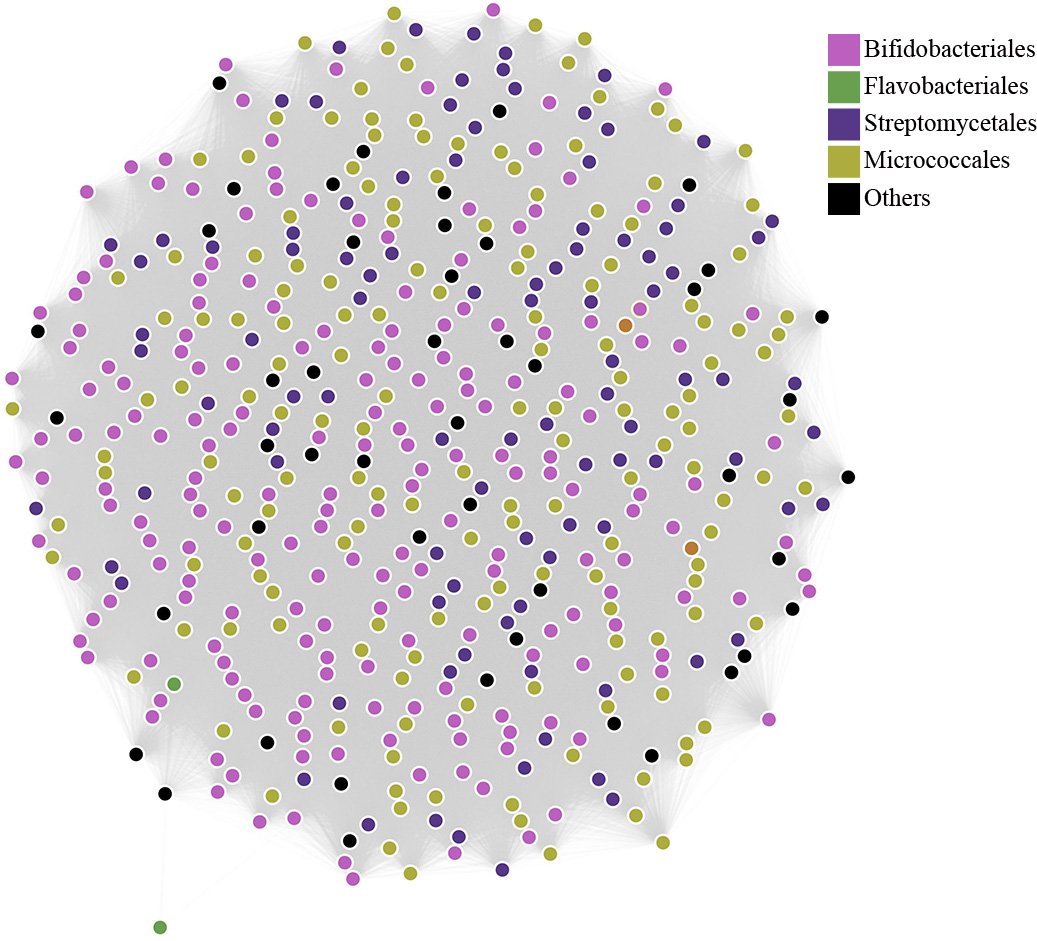 Bifidobacteriales
Flavobacteriales
Streptomycetales
Micrococcales
Others